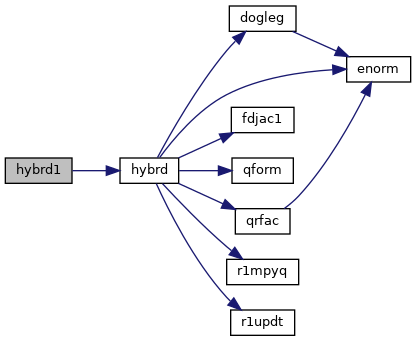 hybrd1
hybrd
dogleg
enorm
fdjac1
qform
qrfac
r1mpyq
r1updt